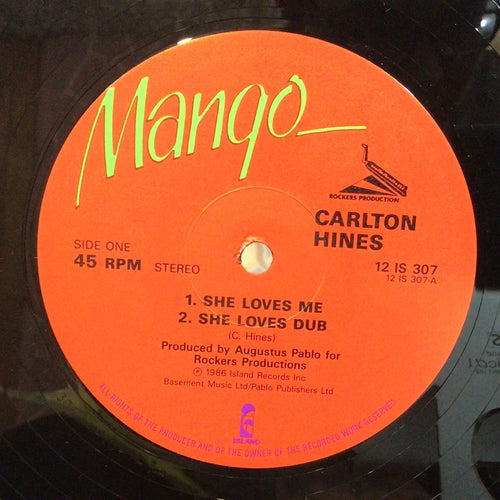 Mango
ROCKERS PRODUCTION
CARLTON
HINES
SIDE ONE
45 RPM STEREO
12 IS 307
12 IS 307-A
1. SHE LOVES ME
2. SHE LOVES DUB
(C. Hines)
Produced by Augustus Pablo for
Rockers Productions
℗ 1986 Island Records Inc
Basement Music Ltd/Pablo Publishers Ltd
ISLAND
ALL RIGHTS OF THE PRODUCER AND OF THE OWNER OF THE RECORDED WORK RESERVED